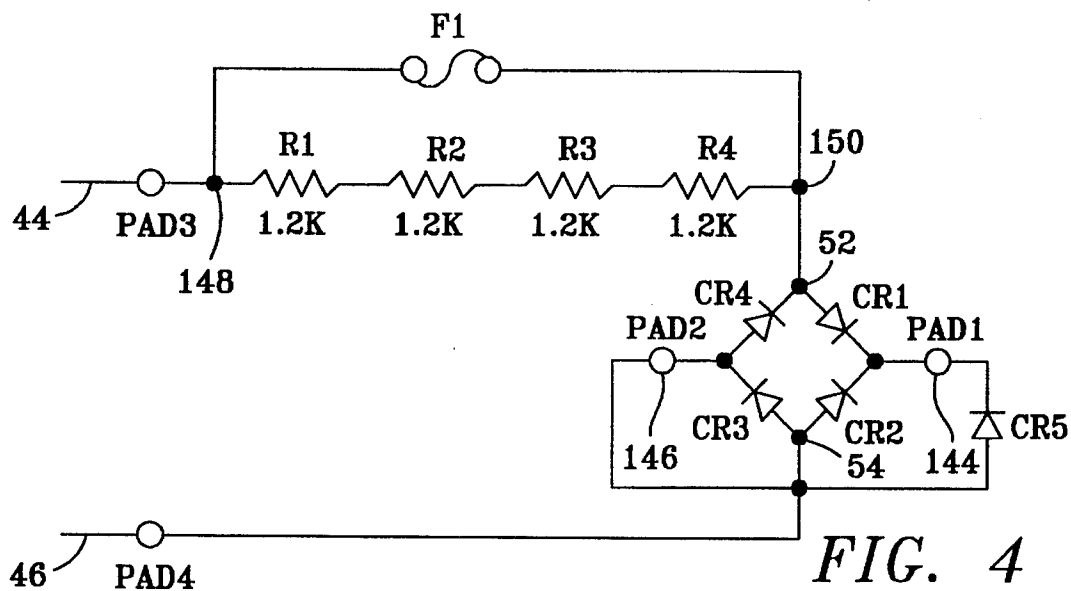 F1
R1 R2 R3 R4 150
44 PAD3 1.2K 1.2K 1.2K 1.2K
148 52
CR4 CR1
PAD2 PAD1
CR3 CR2 CR5
146 54 144
46 PAD4
FIG. 4